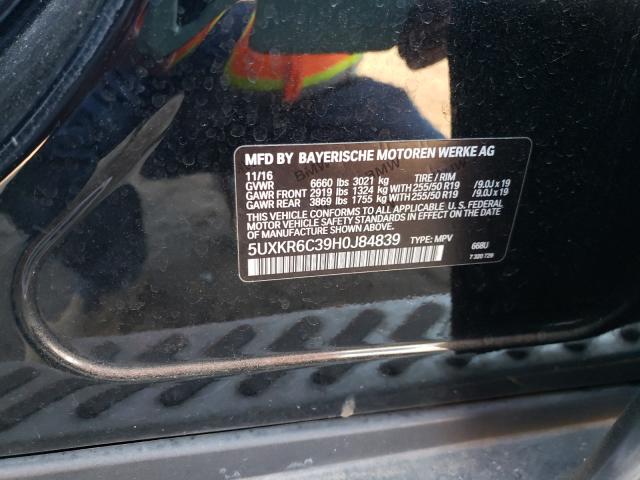 MFD BY BAYERISCHE MOTOREN WERKE AG
11/16
GVWR 6660 lbs 3021 kg TIRE / RIM
GAWR FRONT 2919 lbs 1324 kg WITH 255/50 R19 /9.0J x 19
GAWR REAR 3869 lbs 1755 kg WITH 255/50 R19 /9.0J x 19
THIS VEHICLE CONFORMS TO ALL APPLICABLE U.S. FEDERAL
MOTOR VEHICLE SAFETY STANDARDS IN EFFECT ON THE DATE
OF MANUFACTURE SHOWN ABOVE.
5UXKR6C39H0J84839 TYPE: MPV 668U
7 320 729